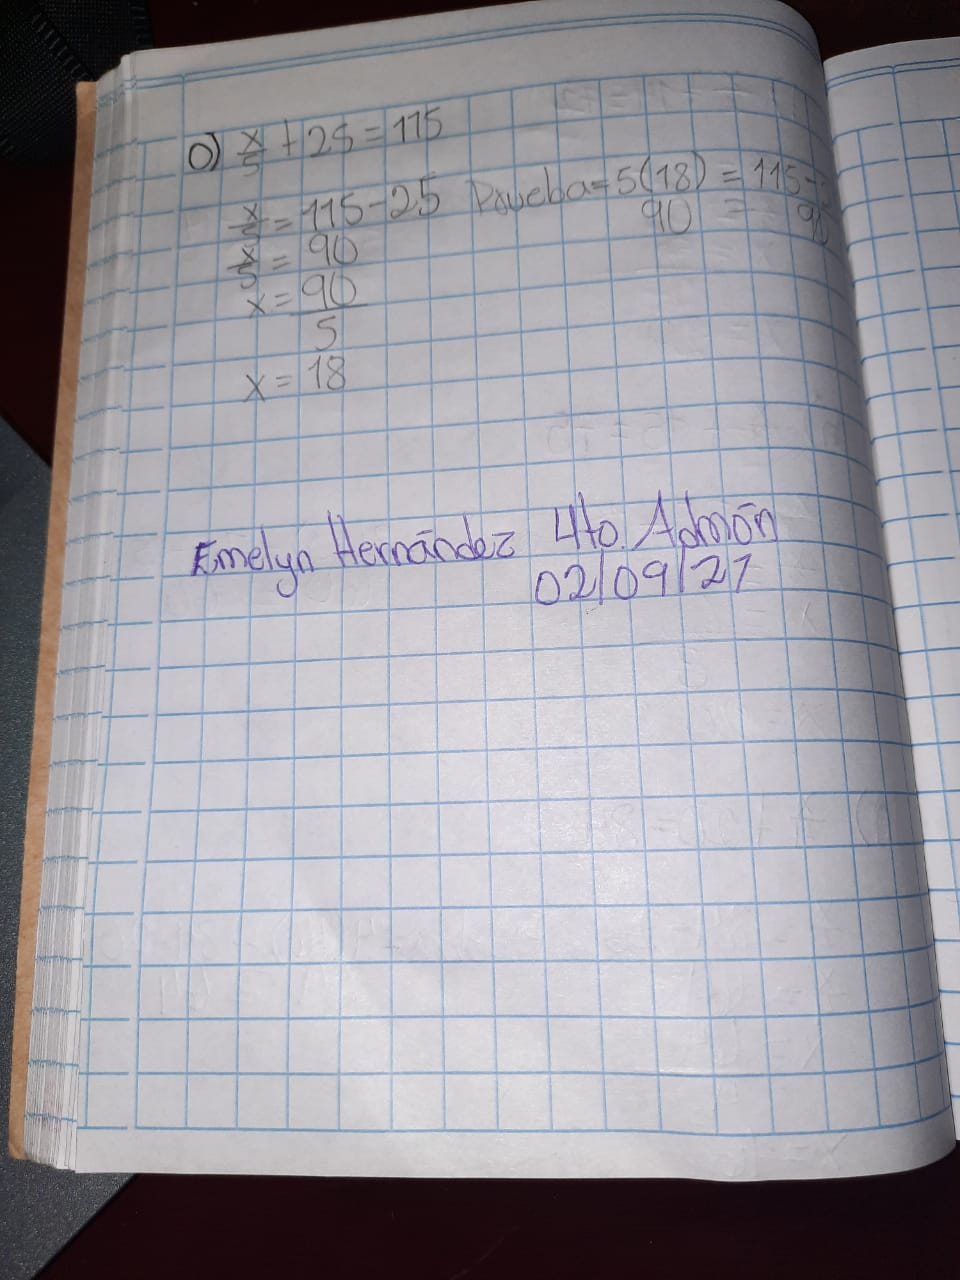 o) x/5 + 25 = 115
x/5 = 115 - 25 Prueba = 5(18) = 115 -
x/5 = 90 90 = 90
x = 90/5
x = 18
Emelyn Hernández 4to. Admón
02/09/21